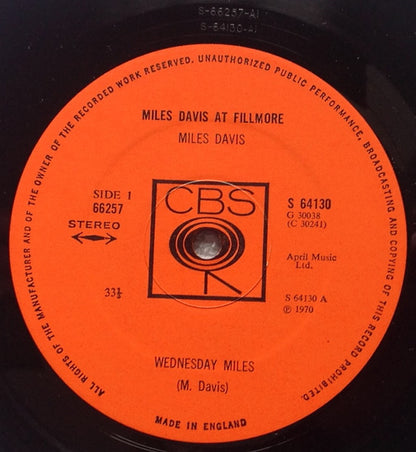 S-66257-A1
S-64130-A1
ALL RIGHTS OF THE MANUFACTURER AND OF THE OWNER OF THE RECORDED WORK RESERVED. UNAUTHORIZED PUBLIC PERFORMANCE, BROADCASTING AND COPYING OF THIS RECORD PROHIBITED.
MILES DAVIS AT FILLMORE
MILES DAVIS
SIDE 1
66257
STEREO
33⅓
CBS
S 64130
G 30038
(C 30241)
April Music
Ltd.
S 64130 A
℗ 1970
WEDNESDAY MILES
(M. Davis)
MADE IN ENGLAND